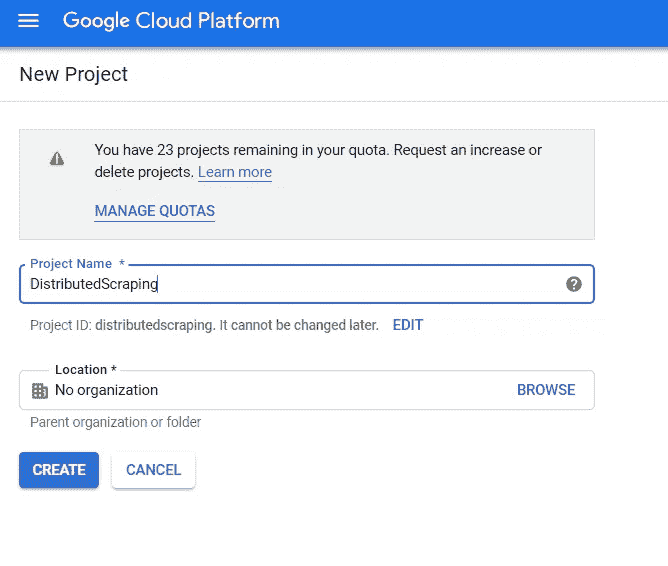 Google Cloud Platform
New Project
You have 23 projects remaining in your quota. Request an increase or
delete projects. Learn more
MANAGE QUOTAS
Project Name *
DistributedScraping
Project ID: distributedscraping. It cannot be changed later. EDIT
Location *
No organization BROWSE
Parent organization or folder
CREATE CANCEL